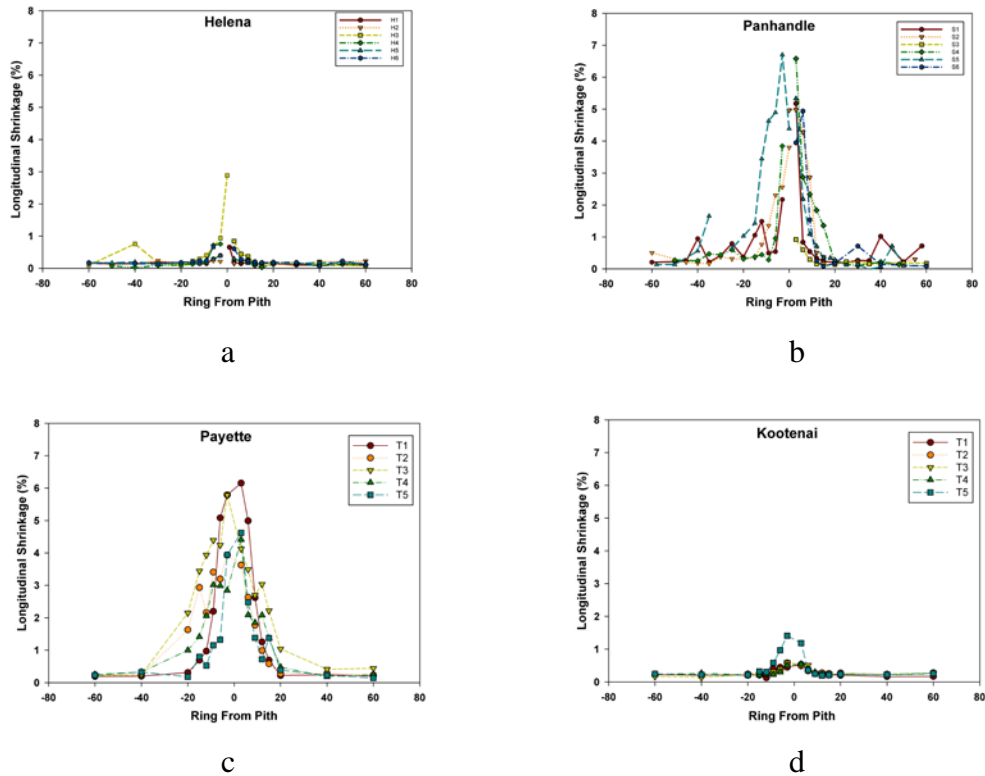 Helena
8
7
6
5
4
3
2
1
0
Longitudinal Shrinkage (%)
-80 -60 -40 -20 0 20 40 60 80
Ring From Pith
H1
H2
H3
H4
H5
H6
a
Panhandle
8
7
6
5
4
3
2
1
0
Longitudinal Shrinkage (%)
-80 -60 -40 -20 0 20 40 60 80
Ring From Pith
S1
S2
S3
S4
S5
S6
b
Payette
8
7
6
5
4
3
2
1
0
Longitudinal Shrinkage (%)
-80 -60 -40 -20 0 20 40 60 80
Ring From Pith
T1
T2
T3
T4
T5
c
Kootenai
8
7
6
5
4
3
2
1
0
Longitudinal Shrinkage (%)
-80 -60 -40 -20 0 20 40 60 80
Ring From Pith
T1
T2
T3
T4
T5
d